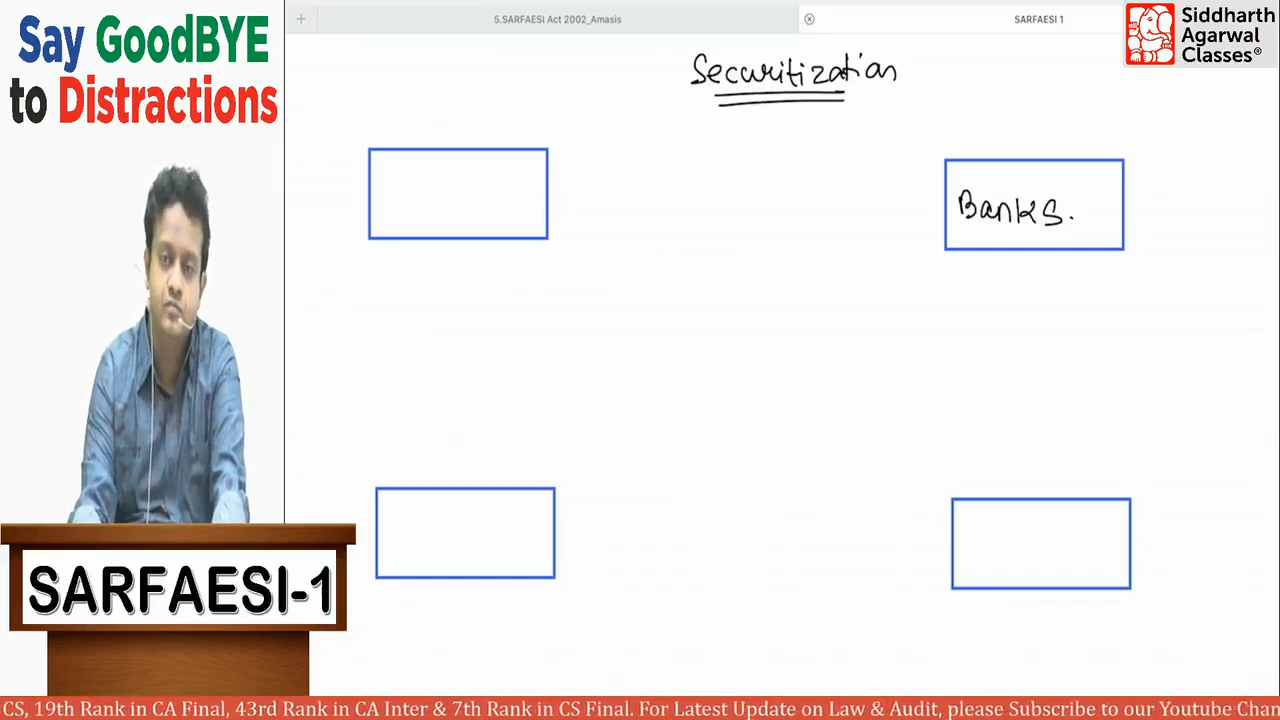 Say GoodBYE
to Distractions
5.SARFAESI Act 2002_Amasis
SARFAESI 1
Siddharth
Agarwal
Classes®
Securitization
Banks.
SARFAESI-1
CS, 19th Rank in CA Final, 43rd Rank in CA Inter & 7th Rank in CS Final. For Latest Update on Law & Audit, please Subscribe to our Youtube Chan